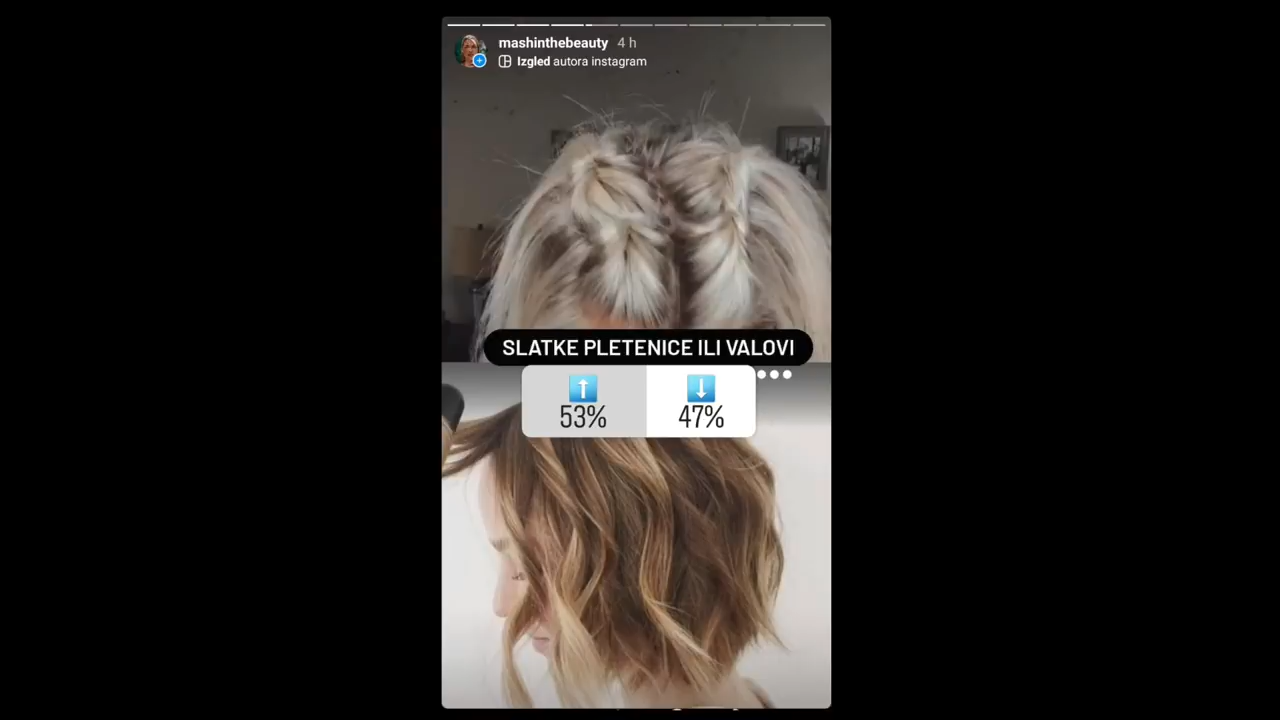 mashinthebeauty 4 h
Izgled autora instagram
SLATKE PLETENICE ILI VALOVI
⬆️ ⬇️
53% 47%